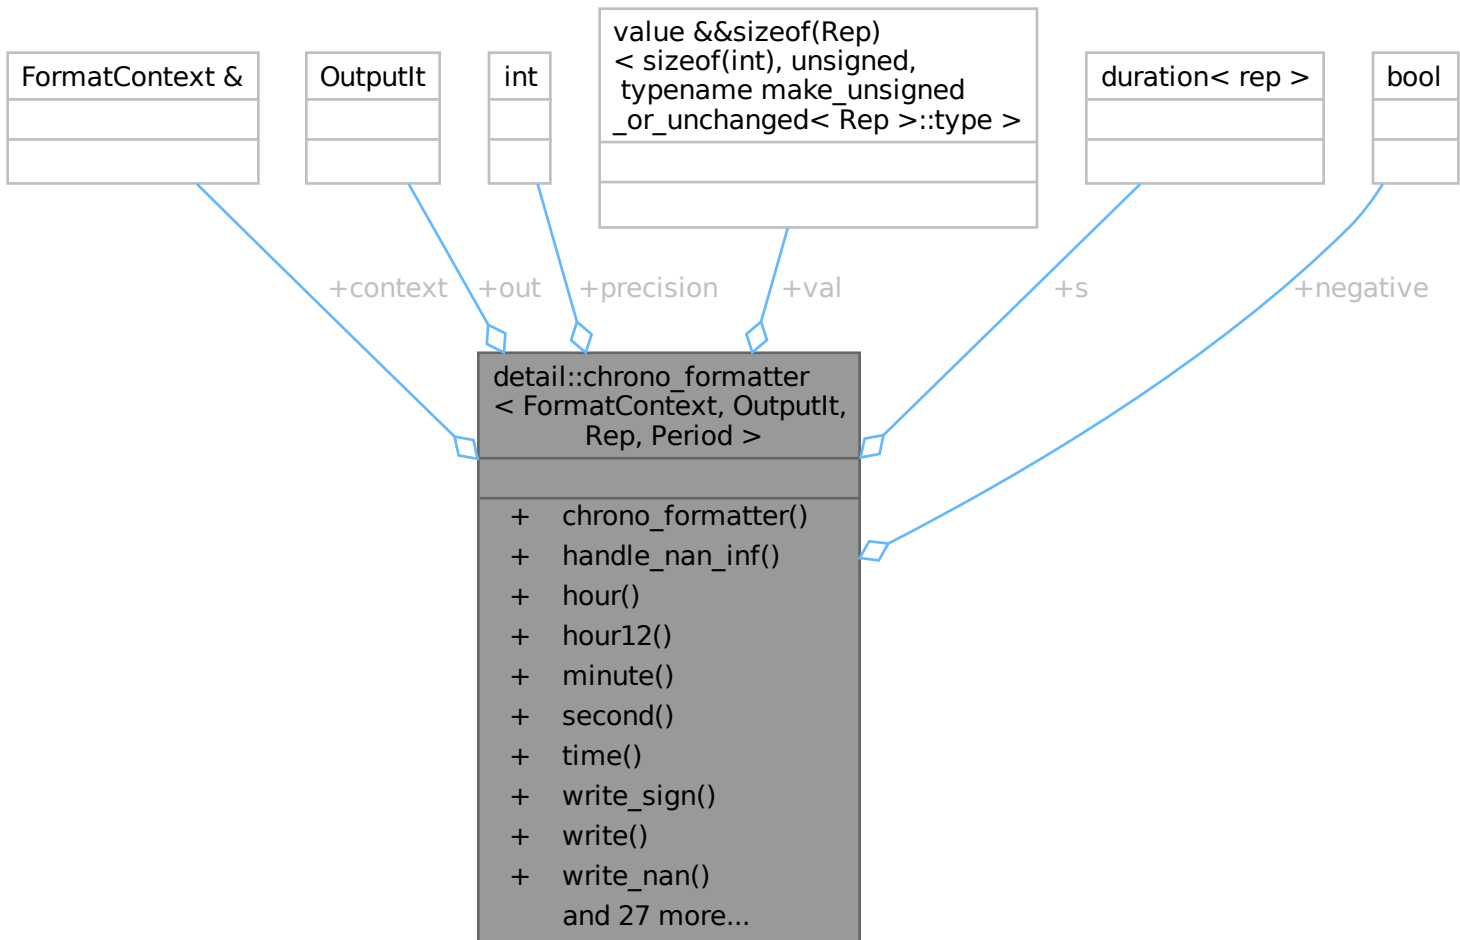 FormatContext &
OutputIt
int
value &&sizeof(Rep)
< sizeof(int), unsigned,
typename make_unsigned
_or_unchanged< Rep >::type >
duration< rep >
bool
+context
+out
+precision
+val
+s
+negative
detail::chrono_formatter
< FormatContext, OutputIt,
Rep, Period >
+ chrono_formatter()
+ handle_nan_inf()
+ hour()
+ hour12()
+ minute()
+ second()
+ time()
+ write_sign()
+ write()
+ write_nan()
and 27 more...